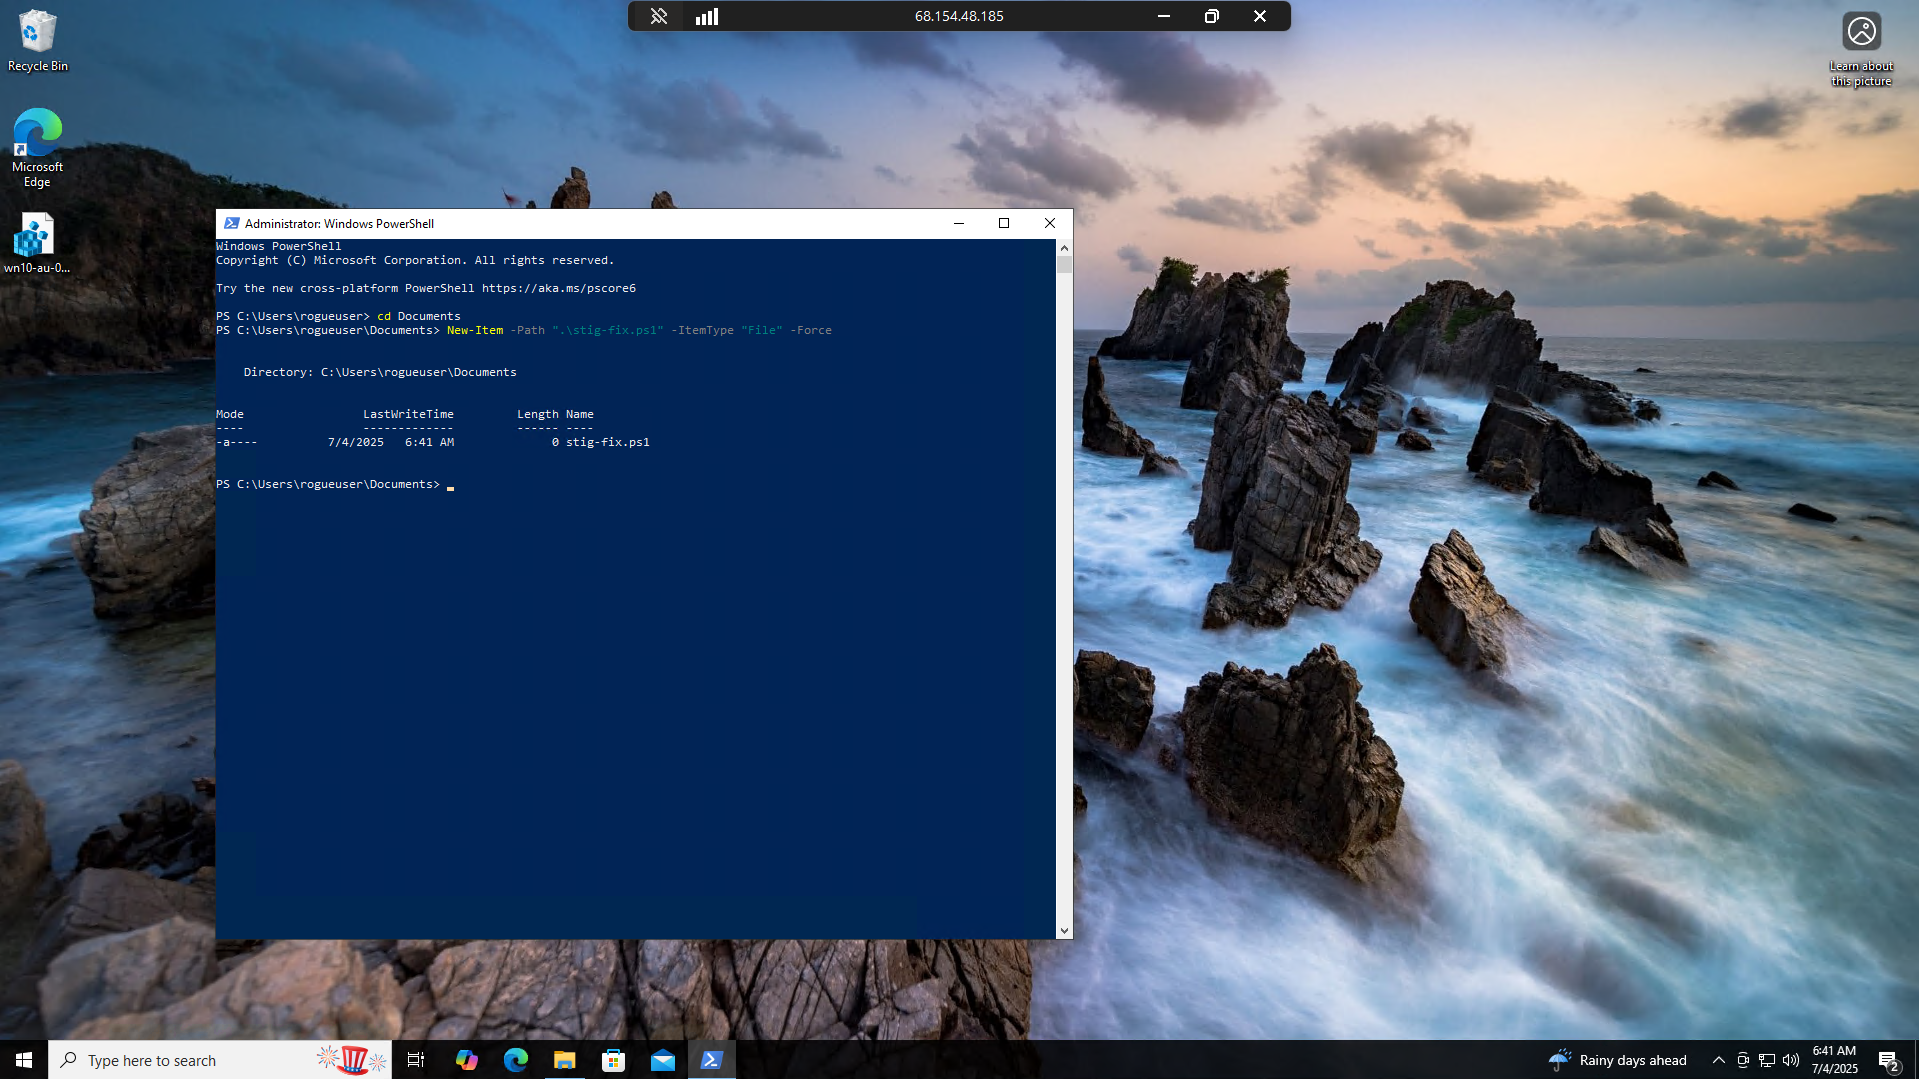 68.154.48.185
Recycle Bin
Microsoft
Edge
wn10-au-0...
Learn about
this picture
Administrator: Windows PowerShell
Windows PowerShell
Copyright (C) Microsoft Corporation. All rights reserved.
Try the new cross-platform PowerShell https://aka.ms/pscore6
PS C:\Users\rogueuser> cd Documents
PS C:\Users\rogueuser\Documents> New-Item -Path ".\stig-fix.ps1" -ItemType "File" -Force
Directory: C:\Users\rogueuser\Documents
Mode LastWriteTime Length Name
---- ------------- ------ ----
-a---- 7/4/2025 6:41 AM 0 stig-fix.ps1
PS C:\Users\rogueuser\Documents>
Type here to search
Rainy days ahead
6:41 AM
7/4/2025
2